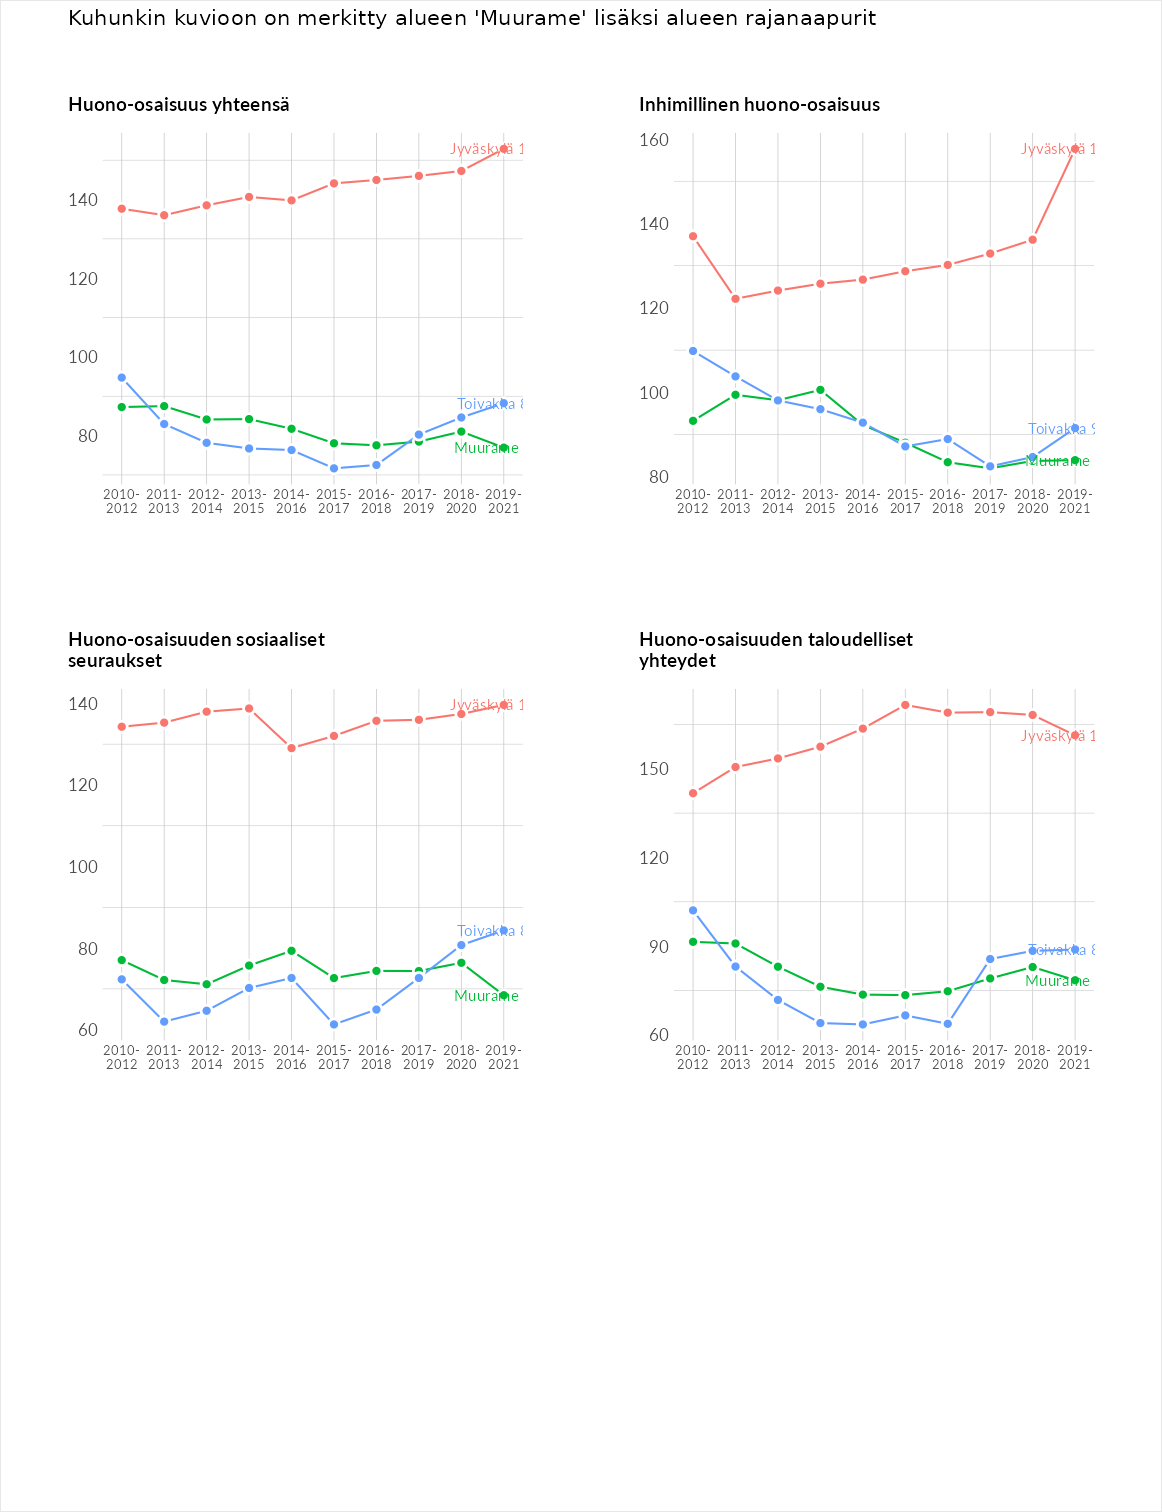 Kuhunkin kuvioon on merkitty alueen 'Muurame' lisäksi alueen rajanaapurit
Huono-osaisuus yhteensä
140
120
100
80
Jyväskylä 1
Toivakka 8
Muurame
2010- 2011- 2012- 2013- 2014- 2015- 2016- 2017- 2018- 2019-
2012 2013 2014 2015 2016 2017 2018 2019 2020 2021
Inhimillinen huono-osaisuus
160
140
120
100
80
Jyväskylä 1
Toivakka 9
Muurame
2010- 2011- 2012- 2013- 2014- 2015- 2016- 2017- 2018- 2019-
2012 2013 2014 2015 2016 2017 2018 2019 2020 2021
Huono-osaisuuden sosiaaliset
seuraukset
140
120
100
80
60
Jyväskylä 1
Toivakka 8
Muurame
2010- 2011- 2012- 2013- 2014- 2015- 2016- 2017- 2018- 2019-
2012 2013 2014 2015 2016 2017 2018 2019 2020 2021
Huono-osaisuuden taloudelliset
yhteydet
150
120
90
60
Jyväskylä 1
Toivakka 8
Muurame
2010- 2011- 2012- 2013- 2014- 2015- 2016- 2017- 2018- 2019-
2012 2013 2014 2015 2016 2017 2018 2019 2020 2021